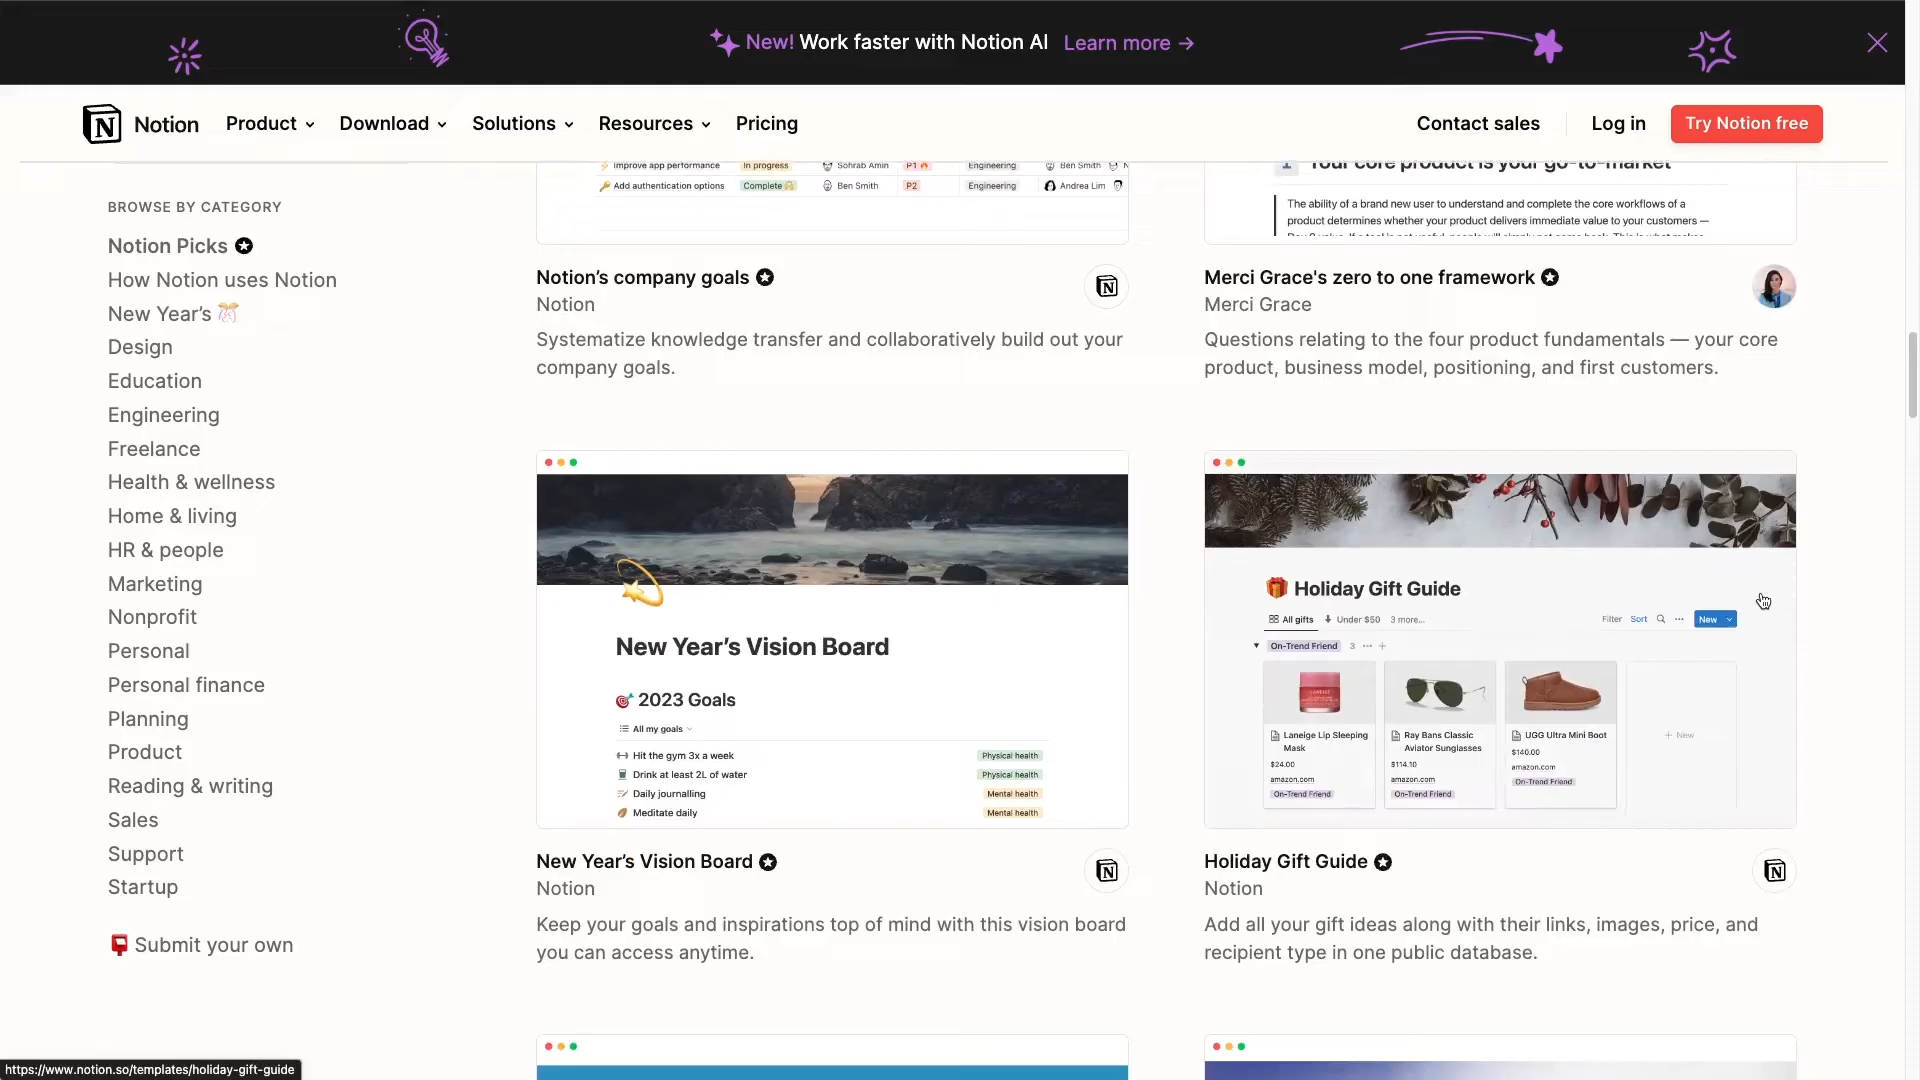 New! Work faster with Notion AI Learn more →
Notion Product Download Solutions Resources Pricing Contact sales Log in Try Notion free
BROWSE BY CATEGORY
Notion Picks
How Notion uses Notion
New Year’s
Design
Education
Engineering
Freelance
Health & wellness
Home & living
HR & people
Marketing
Nonprofit
Personal
Personal finance
Planning
Product
Reading & writing
Sales
Support
Startup
Submit your own
Improve app performance In progress Sohrab Amin P1 Engineering Ben Smith N
Add authentication options Complete Ben Smith P2 Engineering Andrea Lim
Notion’s company goals
Notion
Systematize knowledge transfer and collaboratively build out your
company goals.
Your core product is your go-to-market
The ability of a brand new user to understand and complete the core workflows of a
product determines whether your product delivers immediate value to your customers —
Merci Grace's zero to one framework
Merci Grace
Questions relating to the four product fundamentals — your core
product, business model, positioning, and first customers.
New Year’s Vision Board
2023 Goals
All my goals
Hit the gym 3x a week Physical health
Drink at least 2L of water Physical health
Daily journalling Mental health
Meditate daily Mental health
New Year’s Vision Board
Notion
Keep your goals and inspirations top of mind with this vision board
you can access anytime.
Holiday Gift Guide
All gifts Under $50 3 more... Filter Sort ··· New
On-Trend Friend 3 ··· +
LANEIGE
Laneige Lip Sleeping
Mask
$24.00
amazon.com
On-Trend Friend
Ray Bans Classic
Aviator Sunglasses
$114.10
amazon.com
On-Trend Friend
UGG Ultra Mini Boot
$140.00
amazon.com
On-Trend Friend
+ New
Holiday Gift Guide
Notion
Add all your gift ideas along with their links, images, price, and
recipient type in one public database.
https://www.notion.so/templates/holiday-gift-guide